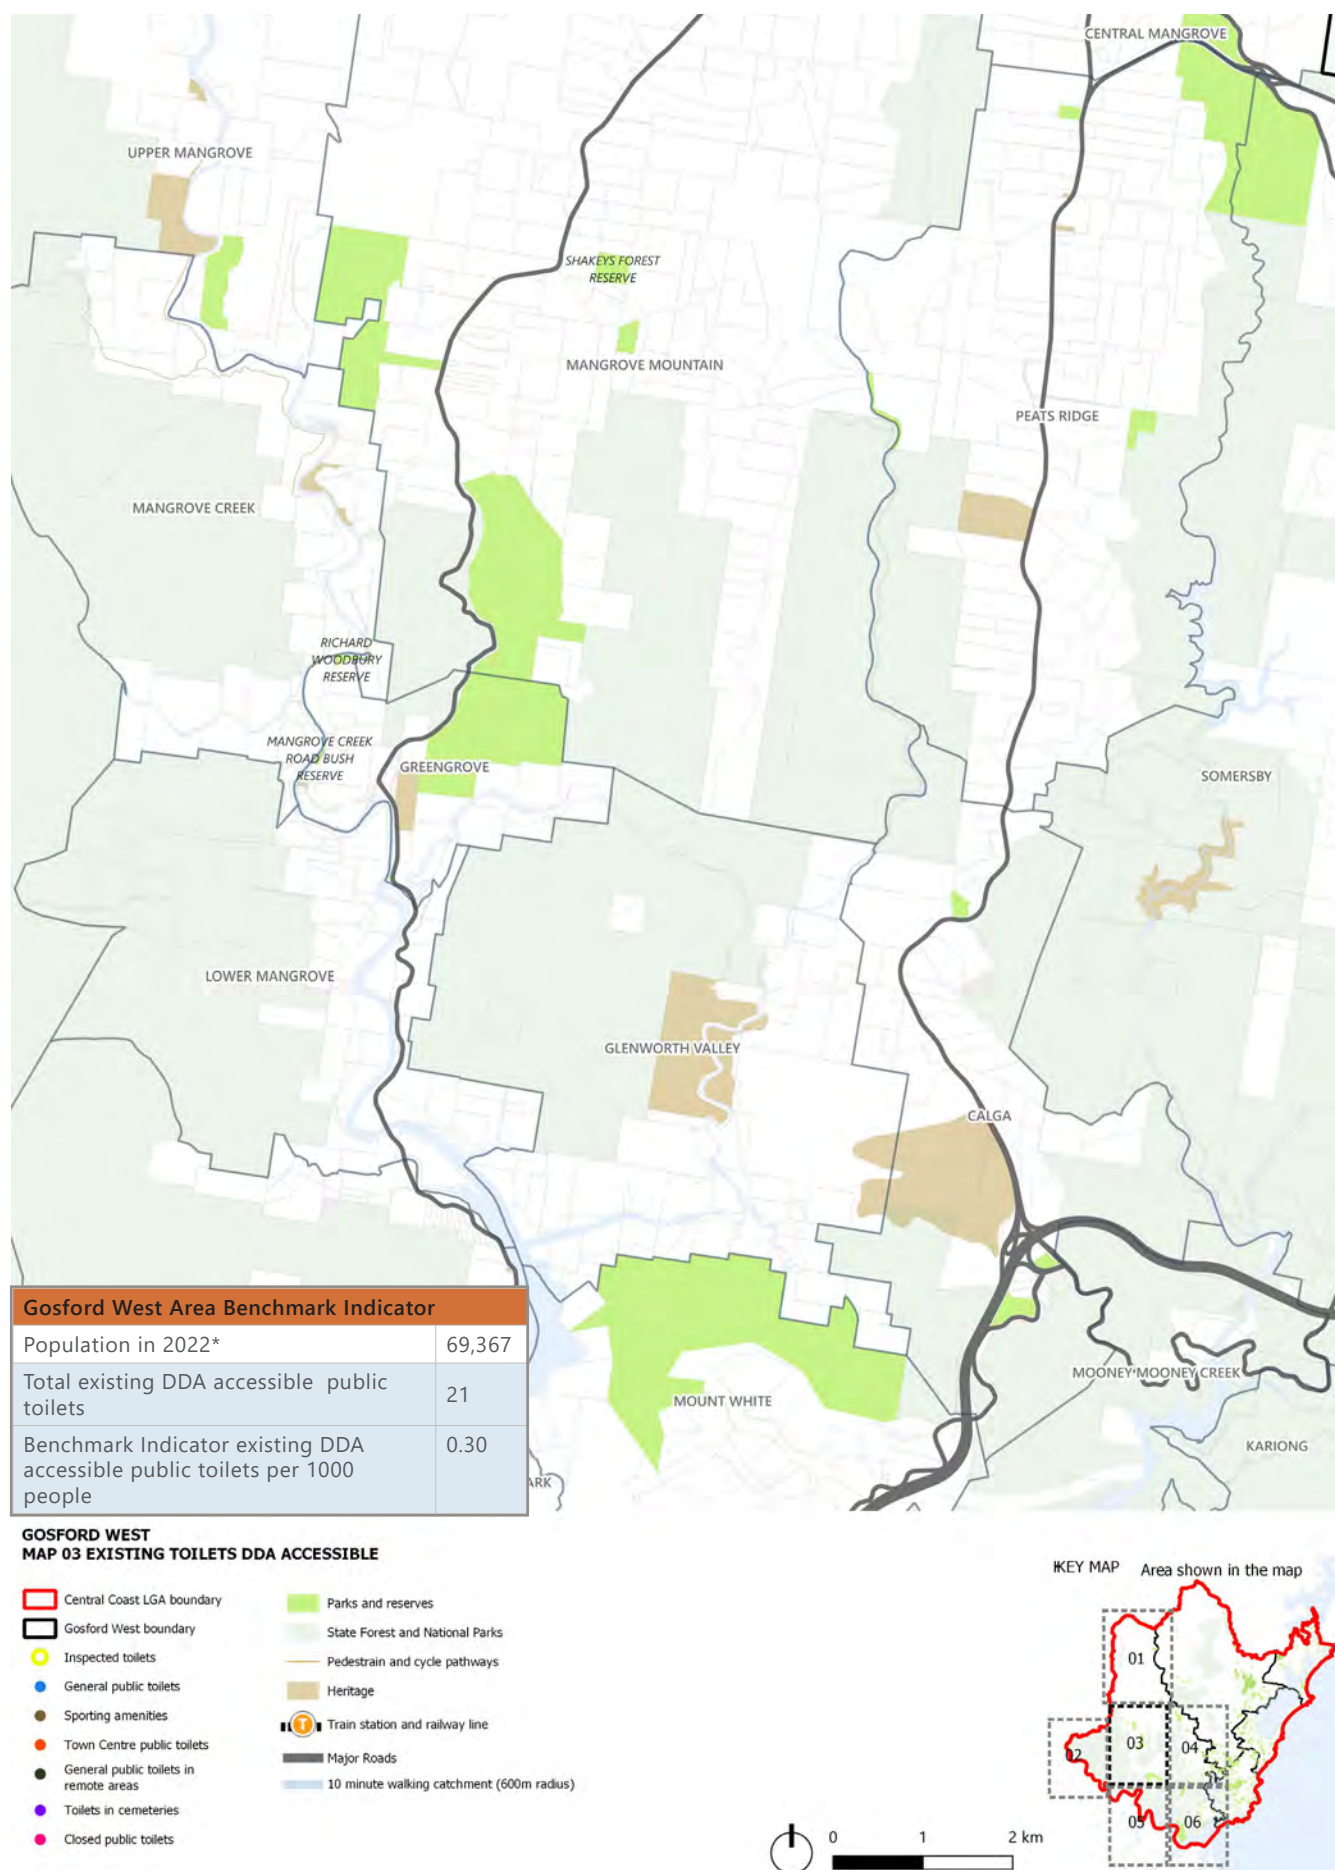 CENTRAL MANGROVE
UPPER MANGROVE
SHAKEYS FOREST
RESERVE
MANGROVE MOUNTAIN
PEATS RIDGE
MANGROVE CREEK
RICHARD
WOODBURY
RESERVE
MANGROVE CREEK
ROAD BUSH
RESERVE
GREENGROVE
SOMERSBY
LOWER MANGROVE
GLENWORTH VALLEY
CALGA
MOONEY MOONEY CREEK
MOUNT WHITE
KARIONG
ARK
Gosford West Area Benchmark Indicator
Population in 2022* 69,367
Total existing DDA accessible public
toilets 21
Benchmark Indicator existing DDA 0.30
accessible public toilets per 1000
people
GOSFORD WEST
MAP 03 EXISTING TOILETS DDA ACCESSIBLE
Central Coast LGA boundary
Gosford West boundary
Inspected toilets
General public toilets
Sporting amenities
Town Centre public toilets
General public toilets in
remote areas
Toilets in cemeteries
Closed public toilets
Parks and reserves
State Forest and National Parks
Pedestrain and cycle pathways
Heritage
T Train station and railway line
Major Roads
10 minute walking catchment (600m radius)
0 1 2 km
KEY MAP Area shown in the map
01
02
03
04
05
06